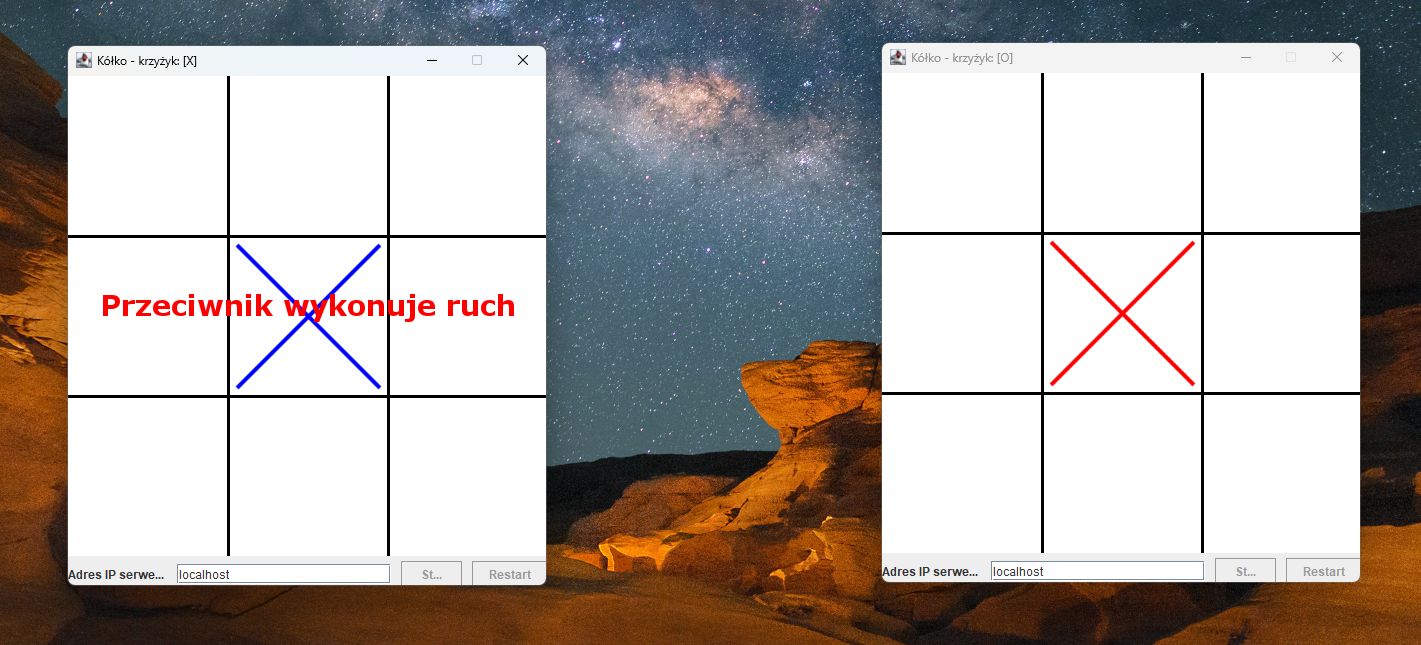 Kółko - krzyżyk: [X]
Przeciwnik wykonuje ruch
Adres IP serwe... localhost St... Restart
Kółko - krzyżyk: [O]
Adres IP serwe... localhost St... Restart